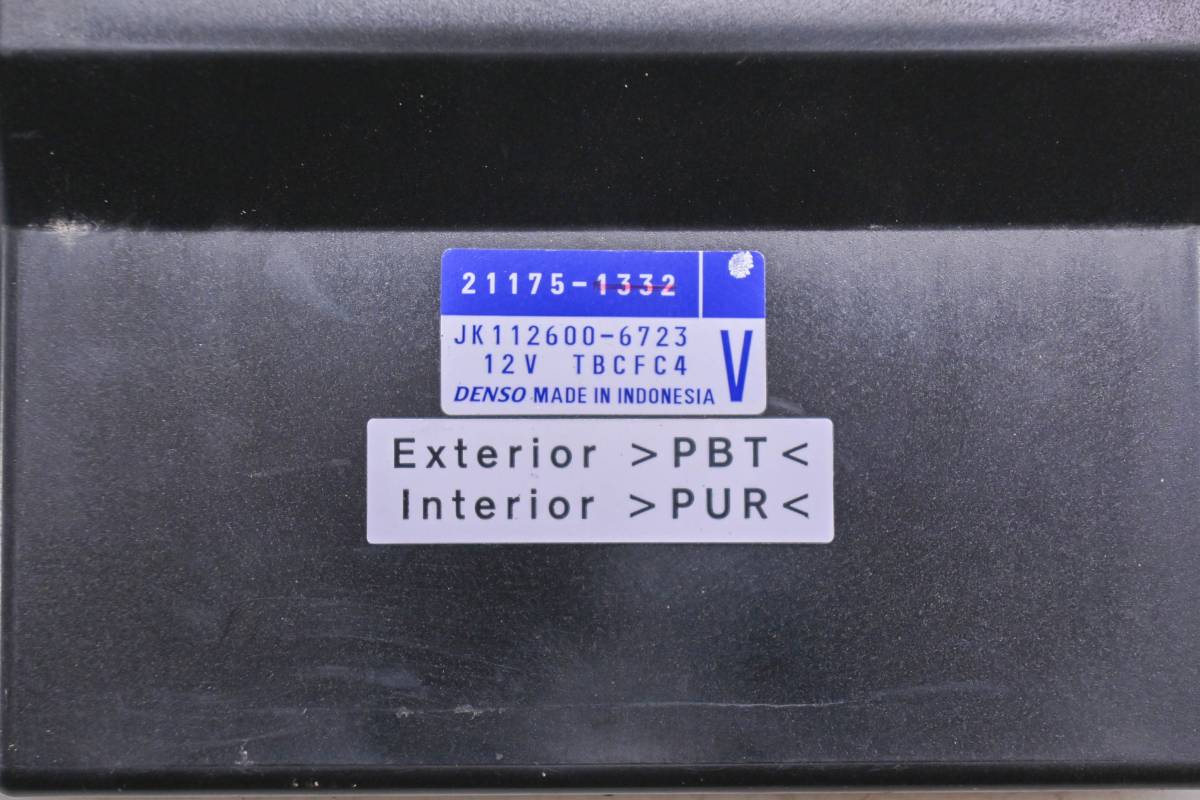 21175-1332
JK112600-6723
12V TBCFC4
V
DENSO MADE IN INDONESIA
Exterior >PBT<
Interior >PUR<